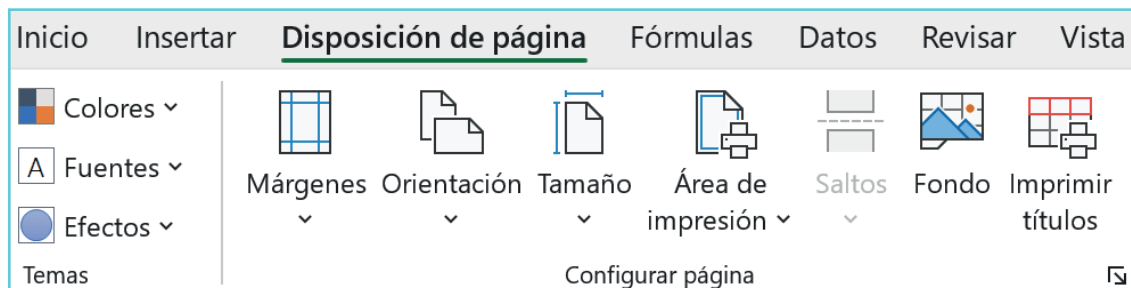 Inicio Insertar Disposición de página Fórmulas Datos Revisar Vista
Colores
A Fuentes
Efectos
Temas
Márgenes Orientación Tamaño Área de impresión Saltos Fondo Imprimir títulos
Configurar página